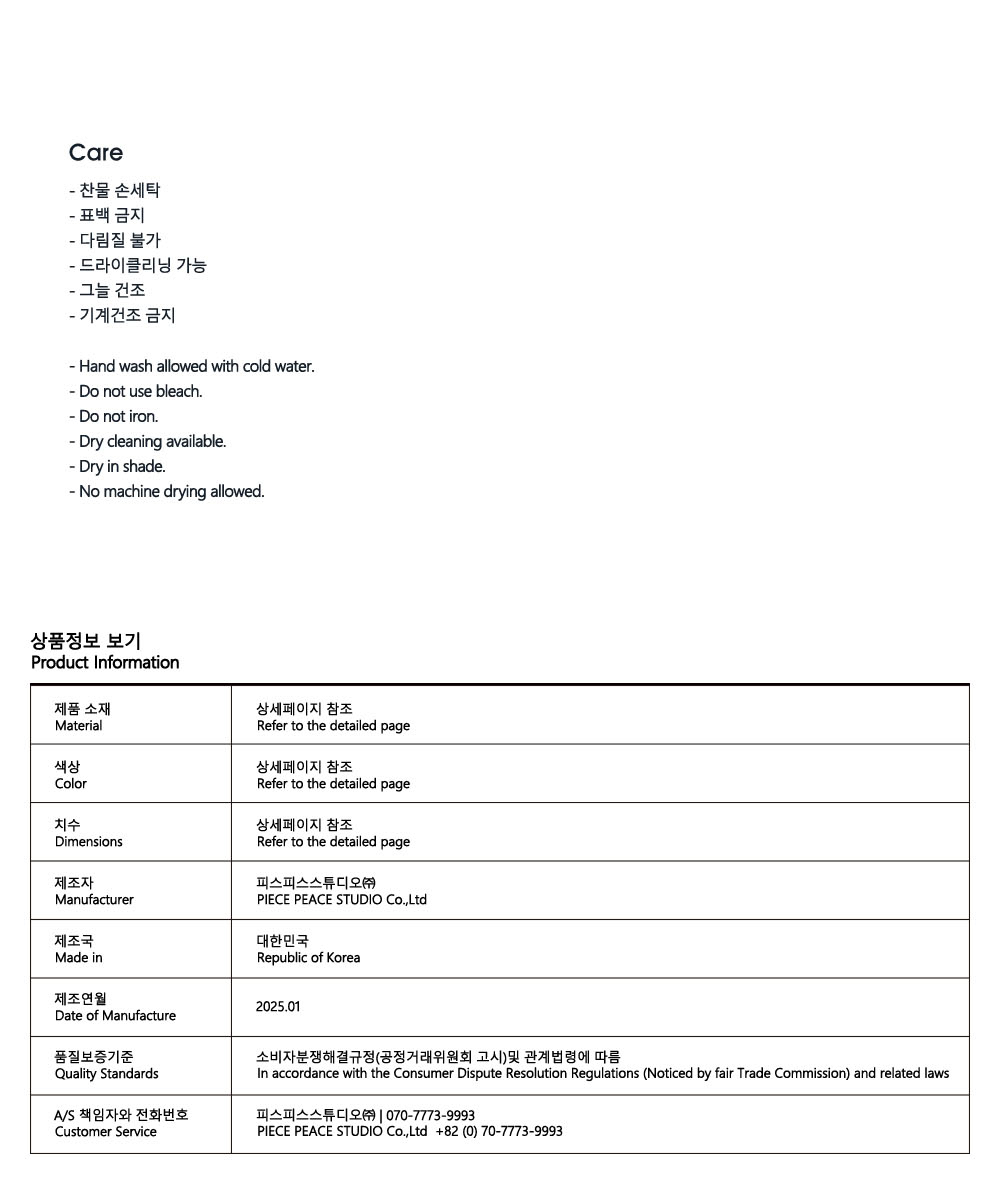 Care
- 찬물 손세탁
- 표백 금지
- 다림질 불가
- 드라이클리닝 가능
- 그늘 건조
- 기계건조 금지
- Hand wash allowed with cold water.
- Do not use bleach.
- Do not iron.
- Dry cleaning available.
- Dry in shade.
- No machine drying allowed.
상품정보 보기
Product Information
제품 소재
Material
상세페이지 참조
Refer to the detailed page
색상
Color
상세페이지 참조
Refer to the detailed page
치수
Dimensions
상세페이지 참조
Refer to the detailed page
제조자
Manufacturer
피스피스스튜디오㈜
PIECE PEACE STUDIO Co.,Ltd
제조국
Made in
대한민국
Republic of Korea
제조연월
Date of Manufacture
2025.01
품질보증기준
Quality Standards
소비자분쟁해결규정(공정거래위원회 고시)및 관계법령에 따름
In accordance with the Consumer Dispute Resolution Regulations (Noticed by fair Trade Commission) and related laws
A/S 책임자와 전화번호
Customer Service
피스피스스튜디오㈜ | 070-7773-9993
PIECE PEACE STUDIO Co.,Ltd +82 (0) 70-7773-9993